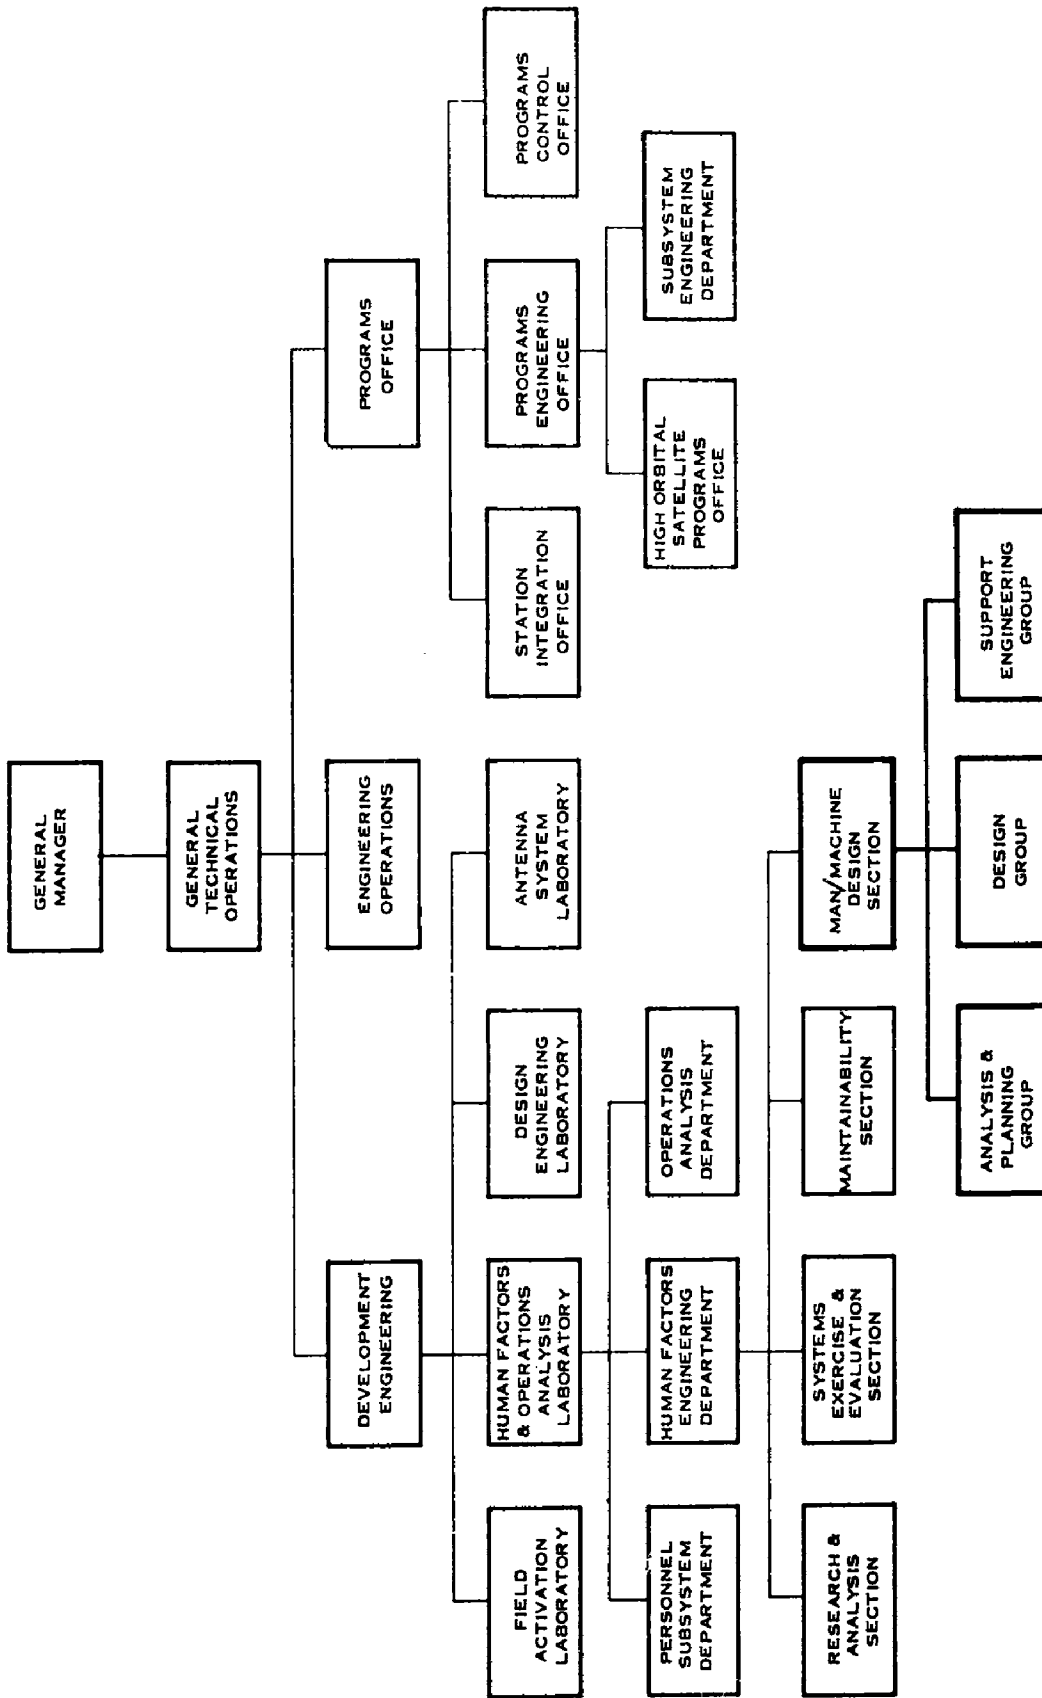 GENERAL
MANAGER
GENERAL
TECHNICAL
OPERATIONS
DEVELOPMENT
ENGINEERING
ENGINEERING
OPERATIONS
PROGRAMS
OFFICE
FIELD
ACTIVATION
LABORATORY
HUMAN FACTORS
& OPERATIONS
ANALYSIS
LABORATORY
DESIGN
ENGINEERING
LABORATORY
ANTENNA
SYSTEM
LABORATORY
STATION
INTEGRATION
OFFICE
PROGRAMS
ENGINEERING
OFFICE
PROGRAMS
CONTROL
OFFICE
PERSONNEL
SUBSYSTEM
DEPARTMENT
HUMAN FACTORS
ENGINEERING
DEPARTMENT
OPERATIONS
ANALYSIS
DEPARTMENT
HIGH ORBITAL
SATELLITE
PROGRAMS
OFFICE
SUBSYSTEM
ENGINEERING
DEPARTMENT
RESEARCH &
ANALYSIS
SECTION
SYSTEMS
EXERCISE &
EVALUATION
SECTION
MAINTAINABILITY
SECTION
MAN/MACHINE
DESIGN
SECTION
ANALYSIS &
PLANNING
GROUP
DESIGN
GROUP
SUPPORT
ENGINEERING
GROUP